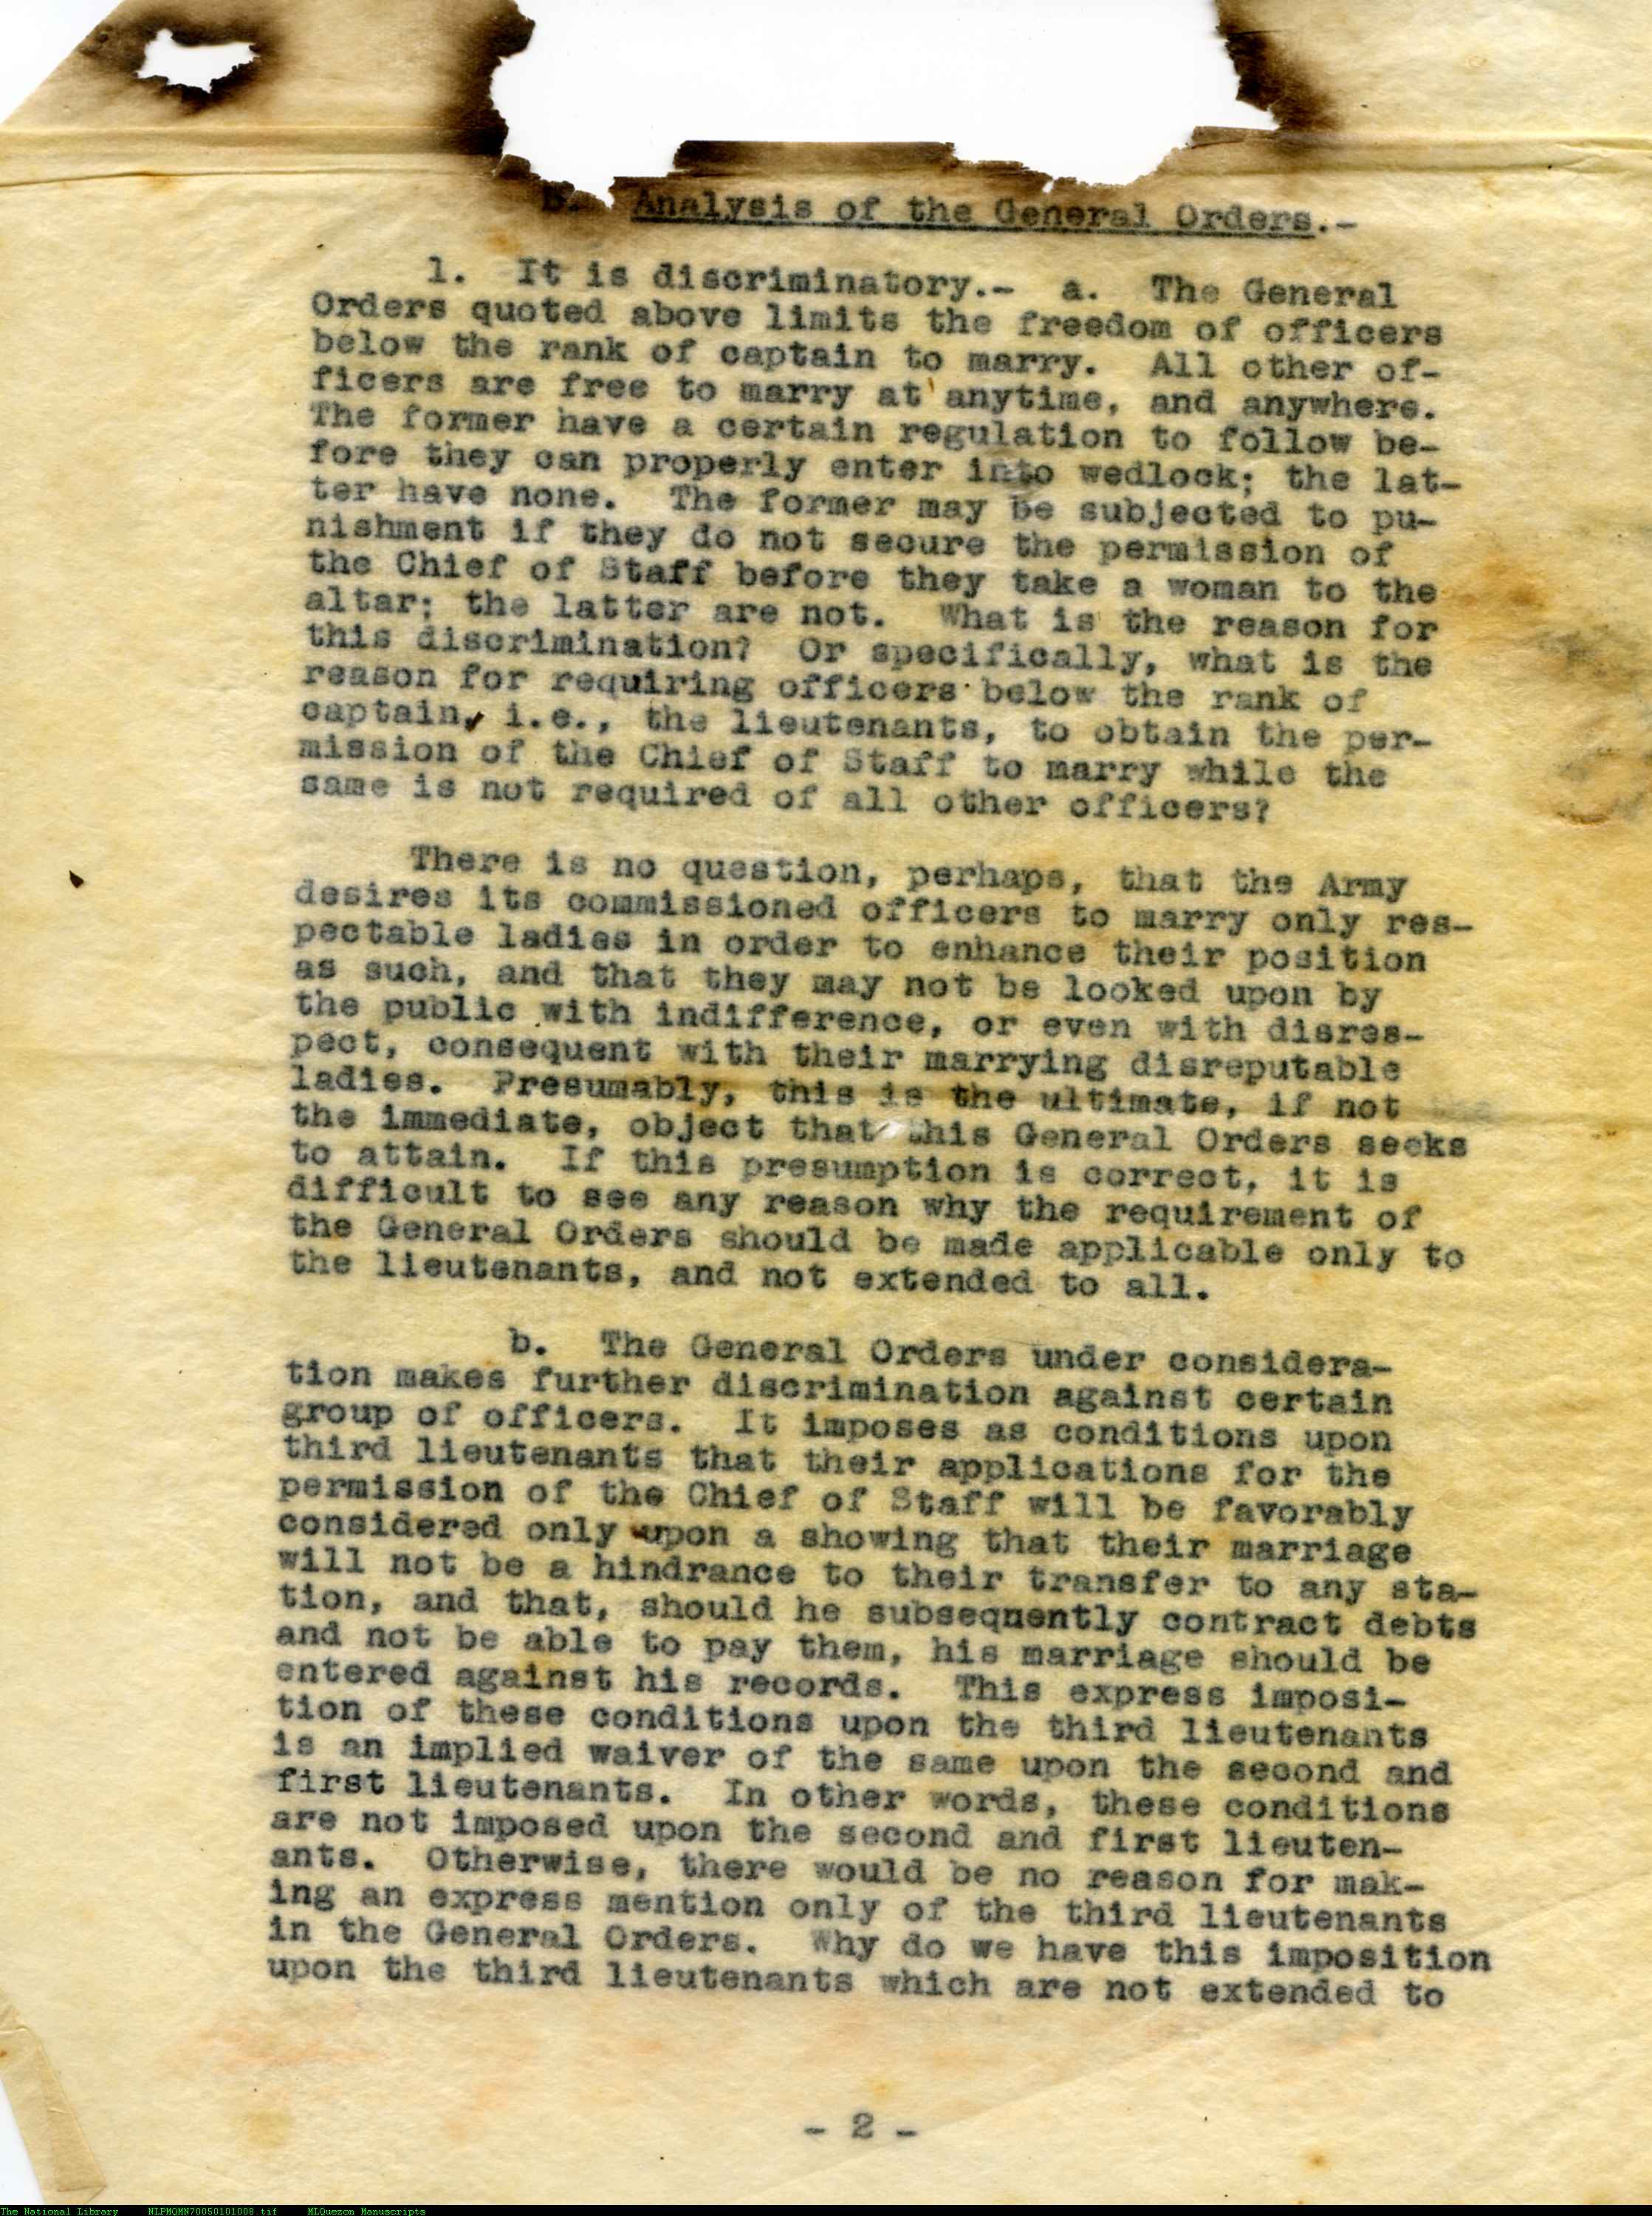 B. Analysis of the General Orders.-
1. It is discriminatory.- a. The General
Orders quoted above limits the freedom of officers
below the rank of captain to marry. All other of-
ficers are free to marry at anytime, and anywhere.
The former have a certain regulation to follow be-
fore they can properly enter into wedlock; the lat-
ter have none. The former may be subjected to pu-
nishment if they do not secure the permission of
the Chief of Staff before they take a woman to the
altar; the latter are not. What is the reason for
this discrimination? Or specifically, what is the
reason for requiring officers below the rank of
captain, i.e., the lieutenants, to obtain the per-
mission of the Chief of Staff to marry while the
same is not required of all other officers?
There is no question, perhaps, that the Army
desires its commissioned officers to marry only res-
pectable ladies in order to enhance their position
as such, and that they may not be looked upon by
the public with indifference, or even with disres-
pect, consequent with their marrying disreputable
ladies. Presumably, this is the ultimate, if not
the immediate, object that this General Orders seeks
to attain. If this presumption is correct, it is
difficult to see any reason why the requirement of
the General Orders should be made applicable only to
the lieutenants, and not extended to all.
b. The General Orders under considera-
tion makes further discrimination against certain
group of officers. It imposes as conditions upon
third lieutenants that their applications for the
permission of the Chief of Staff will be favorably
considered only upon a showing that their marriage
will not be a hindrance to their transfer to any sta-
tion, and that, should he subsequently contract debts
and not be able to pay them, his marriage should be
entered against his records. This express imposi-
tion of these conditions upon the third lieutenants
is an implied waiver of the same upon the second and
first lieutenants. In other words, these conditions
are not imposed upon the second and first lieuten-
ants. Otherwise, there would be no reason for mak-
ing an express mention only of the third lieutenants
in the General Orders. Why do we have this imposition
upon the third lieutenants which are not extended to
- 2 -
The National Library NLPMQMN70050101008.tif MLQuezon Manuscripts